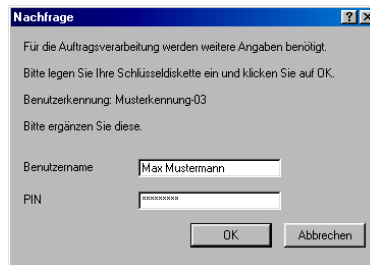 Nachfrage
Für die Auftragsverarbeitung werden weitere Angaben benötigt.
Bitte legen Sie Ihre Schlüsseldiskette ein und klicken Sie auf OK.
Benutzerkennung: Musterkennung-03
Bitte ergänzen Sie diese.
Benutzername Max Mustermann
PIN *********
OK Abbrechen